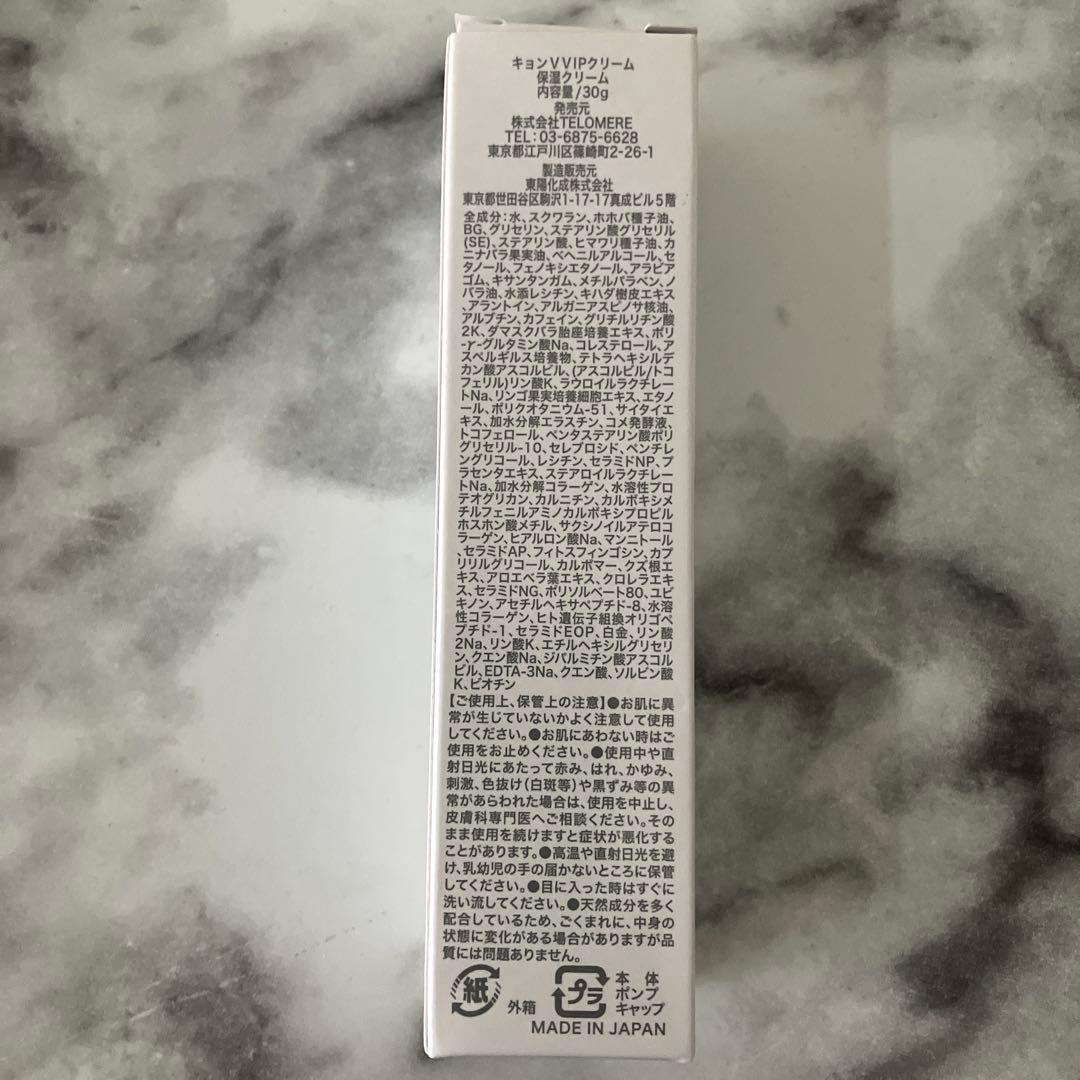 キョンVVIPクリーム
保湿クリーム
内容量/30g
発売元
株式会社TELOMERE
TEL:03-6875-6628
東京都江戸川区篠崎町2-26-1
製造販売元
東陽化成株式会社
東京都世田谷区駒沢1-17-17真成ビル5階
全成分:水、スクワラン、ホホバ種子油、
BG、グリセリン、ステアリン酸グリセリル
(SE)、ステアリン酸、ヒマワリ種子油、カ
ニナバラ果実油、ベヘニルアルコール、セ
タノール、フェノキシエタノール、アラビア
ゴム、キサンタンガム、メチルパラベン、ノ
バラ油、水添レシチン、キハダ樹皮エキス
、アラントイン、アルガニアスピノサ核油、
アルブチン、カフェイン、グリチルリチン酸
2K、ダマスクバラ胎座培養エキス、ポリ
-γ-グルタミン酸Na、コレステロール、ア
スペルギルス培養物、テトラヘキシルデ
カン酸アスコルビル、(アスコルビル/トコ
フェリル)リン酸K、ラウロイルラクチレー
トNa、リンゴ果実培養細胞エキス、エタノ
ール、ポリクオタニウム-51、サイタイエ
キス、加水分解エラスチン、コメ発酵液、
トコフェロール、ペンタステアリン酸ポリ
グリセリル-10、セレブロシド、ペンチレ
ングリコール、レシチン、セラミドNP、プ
ラセンタエキス、ステアロイルラクチレー
トNa、加水分解コラーゲン、水溶性プロ
テオグリカン、カルニチン、カルボキシメ
チルフェニルアミノカルボキシプロピル
ホスホン酸メチル、サクシノイルアテロコ
ラーゲン、ヒアルロン酸Na、マンニトール
、セラミドAP、フィトスフィンゴシン、カプ
リリルグリコール、カルボマー、クズ根エ
キス、アロエベラ葉エキス、クロレラエキ
ス、セラミドNG、ポリソルベート80、ユビ
キノン、アセチルヘキサペプチド-8、水溶
性コラーゲン、ヒト遺伝子組換オリゴペ
プチド-1、セラミドEOP、白金、リン酸
2Na、リン酸K、エチルヘキシルグリセリ
ン、クエン酸Na、ジパルミチン酸アスコル
ビル、EDTA-3Na、クエン酸、ソルビン酸
K、ビオチン
【ご使用上、保管上の注意】●お肌に異
常が生じていないかよく注意して使用
してください。●お肌にあわない時はご
使用をお止めください。●使用中や直
射日光にあたって赤み、はれ、かゆみ、
刺激、色抜け(白斑等)や黒ずみ等の異
常があらわれた場合は、使用を中止し、
皮膚科専門医へご相談ください。その
まま使用を続けますと症状が悪化する
ことがあります。●高温や直射日光を避
け、乳幼児の手の届かないところに保管
してください。●目に入った時はすぐに
洗い流してください。●天然成分を多く
配合しているため、ごくまれに、中身の
状態に変化がある場合がありますが品
質には問題ありません。
紙 外箱
プラ 本体
ポンプ
キャップ
MADE IN JAPAN